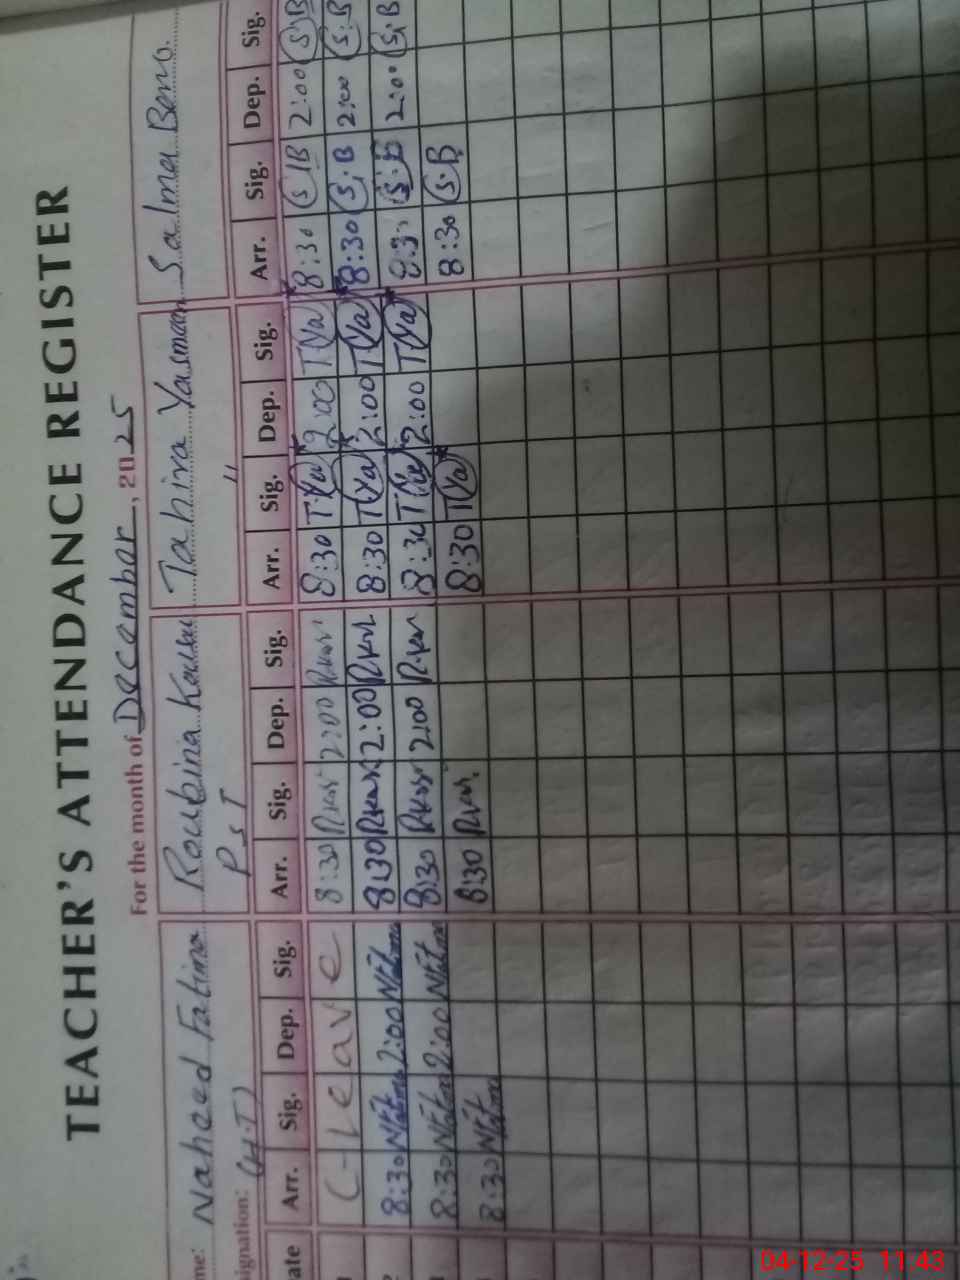 TEACHER'S ATTENDANCE REGISTER
For the month of December, 2025
me: Nahaeed Fatima Roubina Kausar Tahira Yasmeen Salma Bano.
signation: (H.T) PST "
ate Arr. Sig. Dep. Sig. Arr. Sig. Dep. Sig. Arr. Sig. Dep. Sig. Arr. Sig. Dep. Sig.
C-leave 8:30 2:00 8:30 T(Ya) 2:00 T(Ya) 8:30 S.B 2:00 S.B
8:30 2:00 8:30 2:00 8:30 T(Ya) 2:00 T(Ya) 8:30 S.B 2:00 S.B
8:30 2:00 8:30 2:00 8:30 T(Ya) 2:00 T(Ya) 8:30 S.B 2:00 S.B
8:30 8:30 8:30 T(Ya) 8:30 S.B
04-12-25 11:43